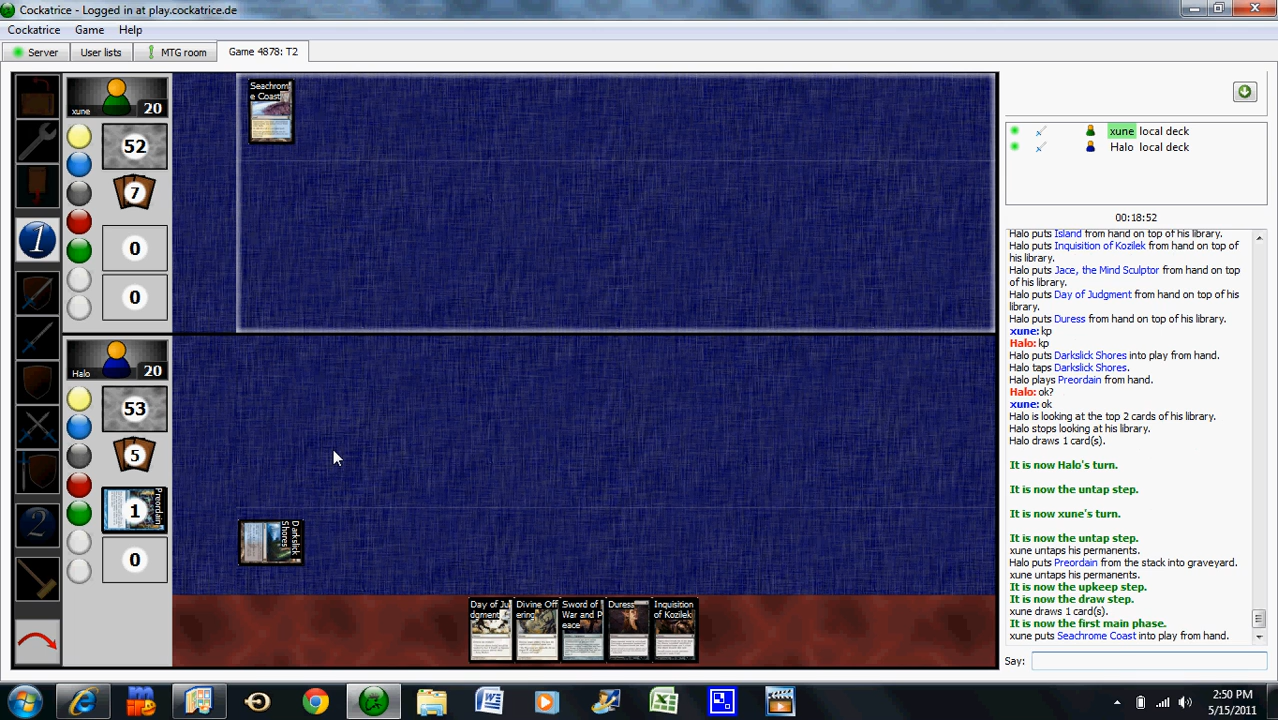 Cockatrice - Logged in at play.cockatrice.de
Cockatrice Game Help
Server User lists MTG room Game 4878: T2
xune 20
52
7
1
0
0
Seachrom
e Coast
Halo 20
53
5
Preordain
1
2
0
Darkslick
Shores
Day of Ju
dgment
Divine Off
ering
Sword of
War and P
eace
Duress
Inquisition
of Kozilek
xune local deck
Halo local deck
00:18:52
Halo puts Island from hand on top of his library.
Halo puts Inquisition of Kozilek from hand on top of
his library.
Halo puts Jace, the Mind Sculptor from hand on top
of his library.
Halo puts Day of Judgment from hand on top of his
library.
Halo puts Duress from hand on top of his library.
xune: kp
Halo: kp
Halo puts Darkslick Shores into play from hand.
Halo taps Darkslick Shores.
Halo plays Preordain from hand.
Halo: ok?
xune: ok
Halo is looking at the top 2 cards of his library.
Halo stops looking at his library.
Halo draws 1 card(s).
It is now Halo's turn.
It is now the untap step.
It is now xune's turn.
It is now the untap step.
xune untaps his permanents.
Halo puts Preordain from the stack into graveyard.
xune untaps his permanents.
It is now the upkeep step.
It is now the draw step.
xune draws 1 card(s).
It is now the first main phase.
xune puts Seachrome Coast into play from hand.
Say:
2:50 PM
5/15/2011